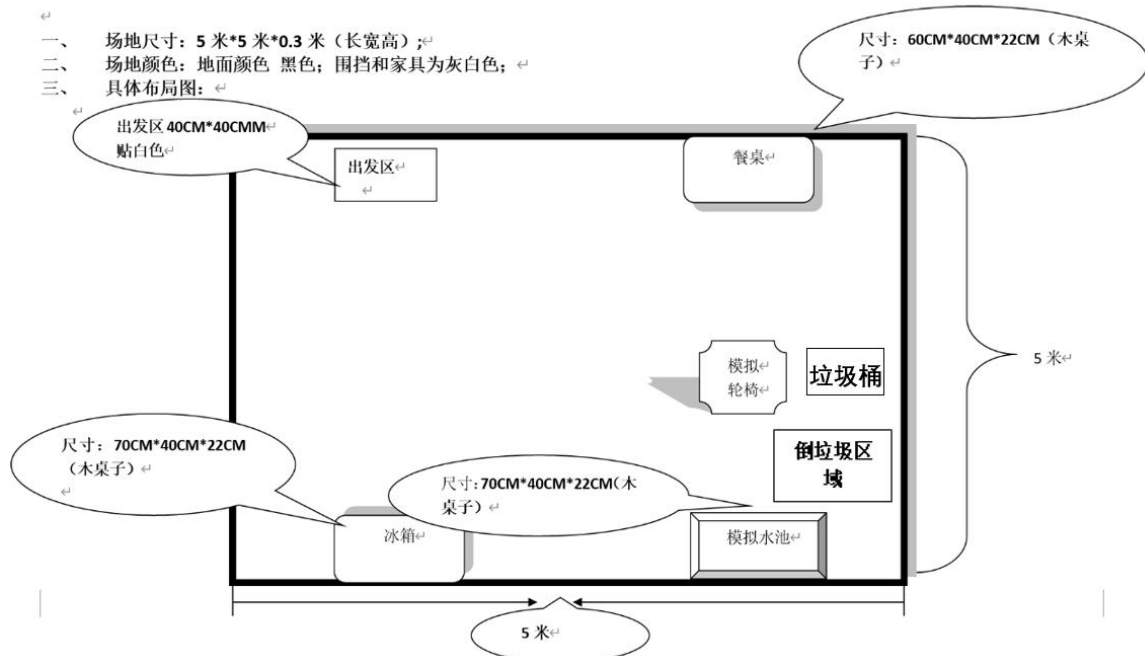 一、 场地尺寸：5 米*5 米*0.3 米（长宽高）;
二、 场地颜色：地面颜色 黑色；围挡和家具为灰白色；
三、 具体布局图：
尺寸：60CM*40CM*22CM（木桌
子）
出发区 40CM*40CMM
贴白色
出发区
餐桌
模拟
轮椅
垃圾桶
5 米
尺寸：70CM*40CM*22CM
（木桌子）
倒垃圾区
域
尺寸:70CM*40CM*22CM(木
桌子）
冰箱
模拟水池
5 米